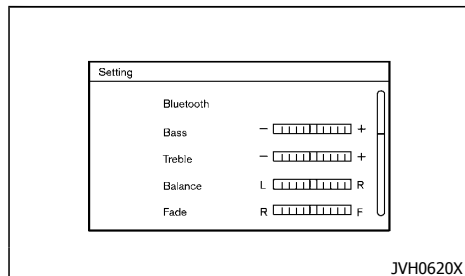 Setting
Bluetooth
Bass − +
Treble − +
Balance L R
Fade R F
JVH0620X